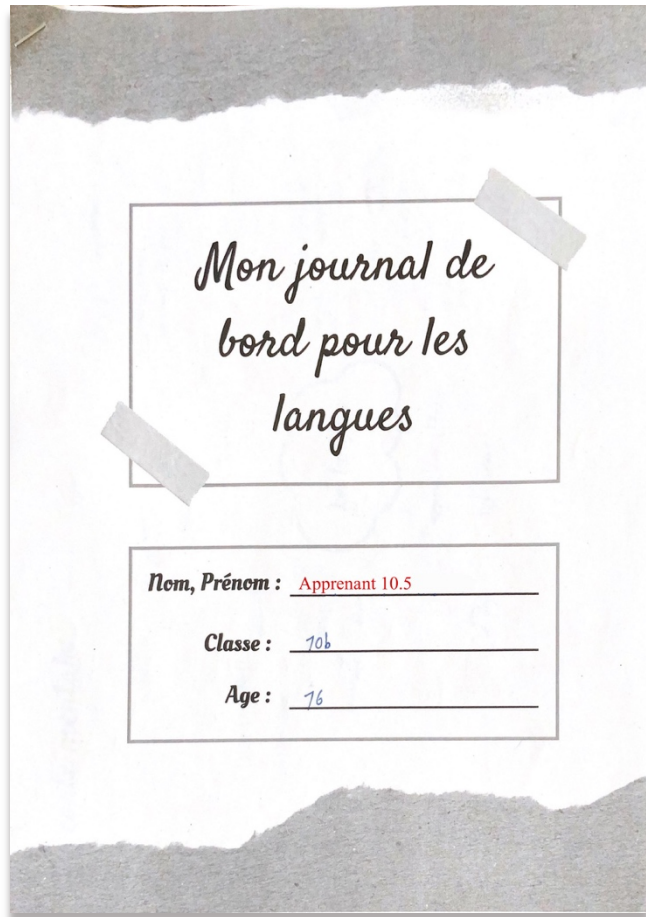 Mon journal de
bord pour les
langues
Nom, Prénom : Apprenant 10.5
Classe : 10b
Age : 16